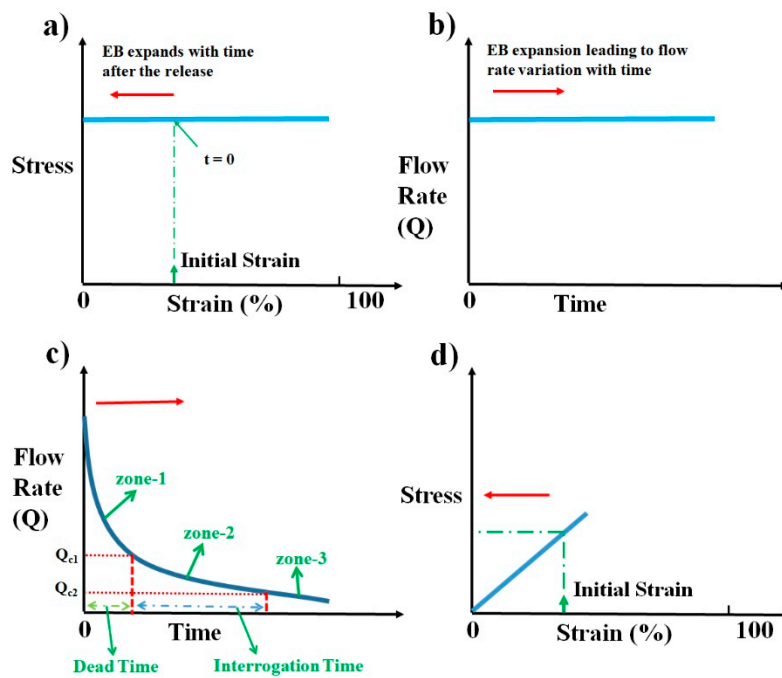 a)
EB expands with time
after the release
Stress
t = 0
Initial Strain
0
Strain (%)
100
b)
EB expansion leading to flow
rate variation with time
Flow
Rate
(Q)
0
Time
c)
Flow
Rate
(Q)
zone-1
zone-2
zone-3
Qc1
Qc2
0
Time
Dead Time
Interrogation Time
d)
Stress
Initial Strain
0
Strain (%)
100